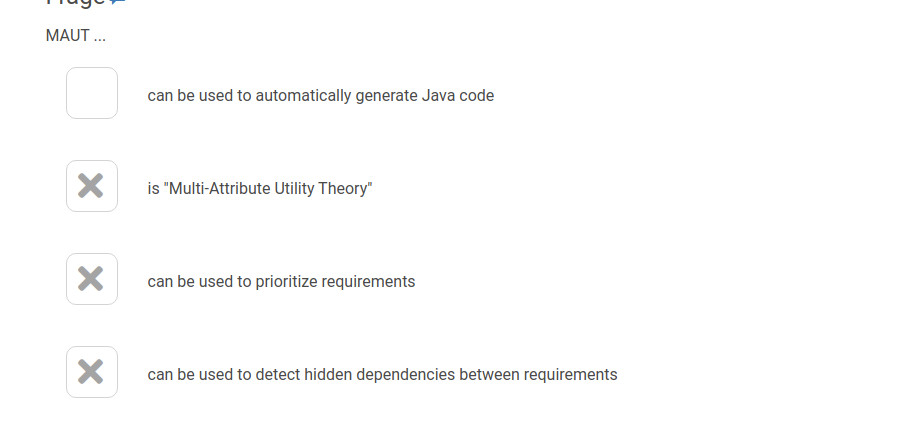 Frage
MAUT ...
can be used to automatically generate Java code
is "Multi-Attribute Utility Theory"
can be used to prioritize requirements
can be used to detect hidden dependencies between requirements